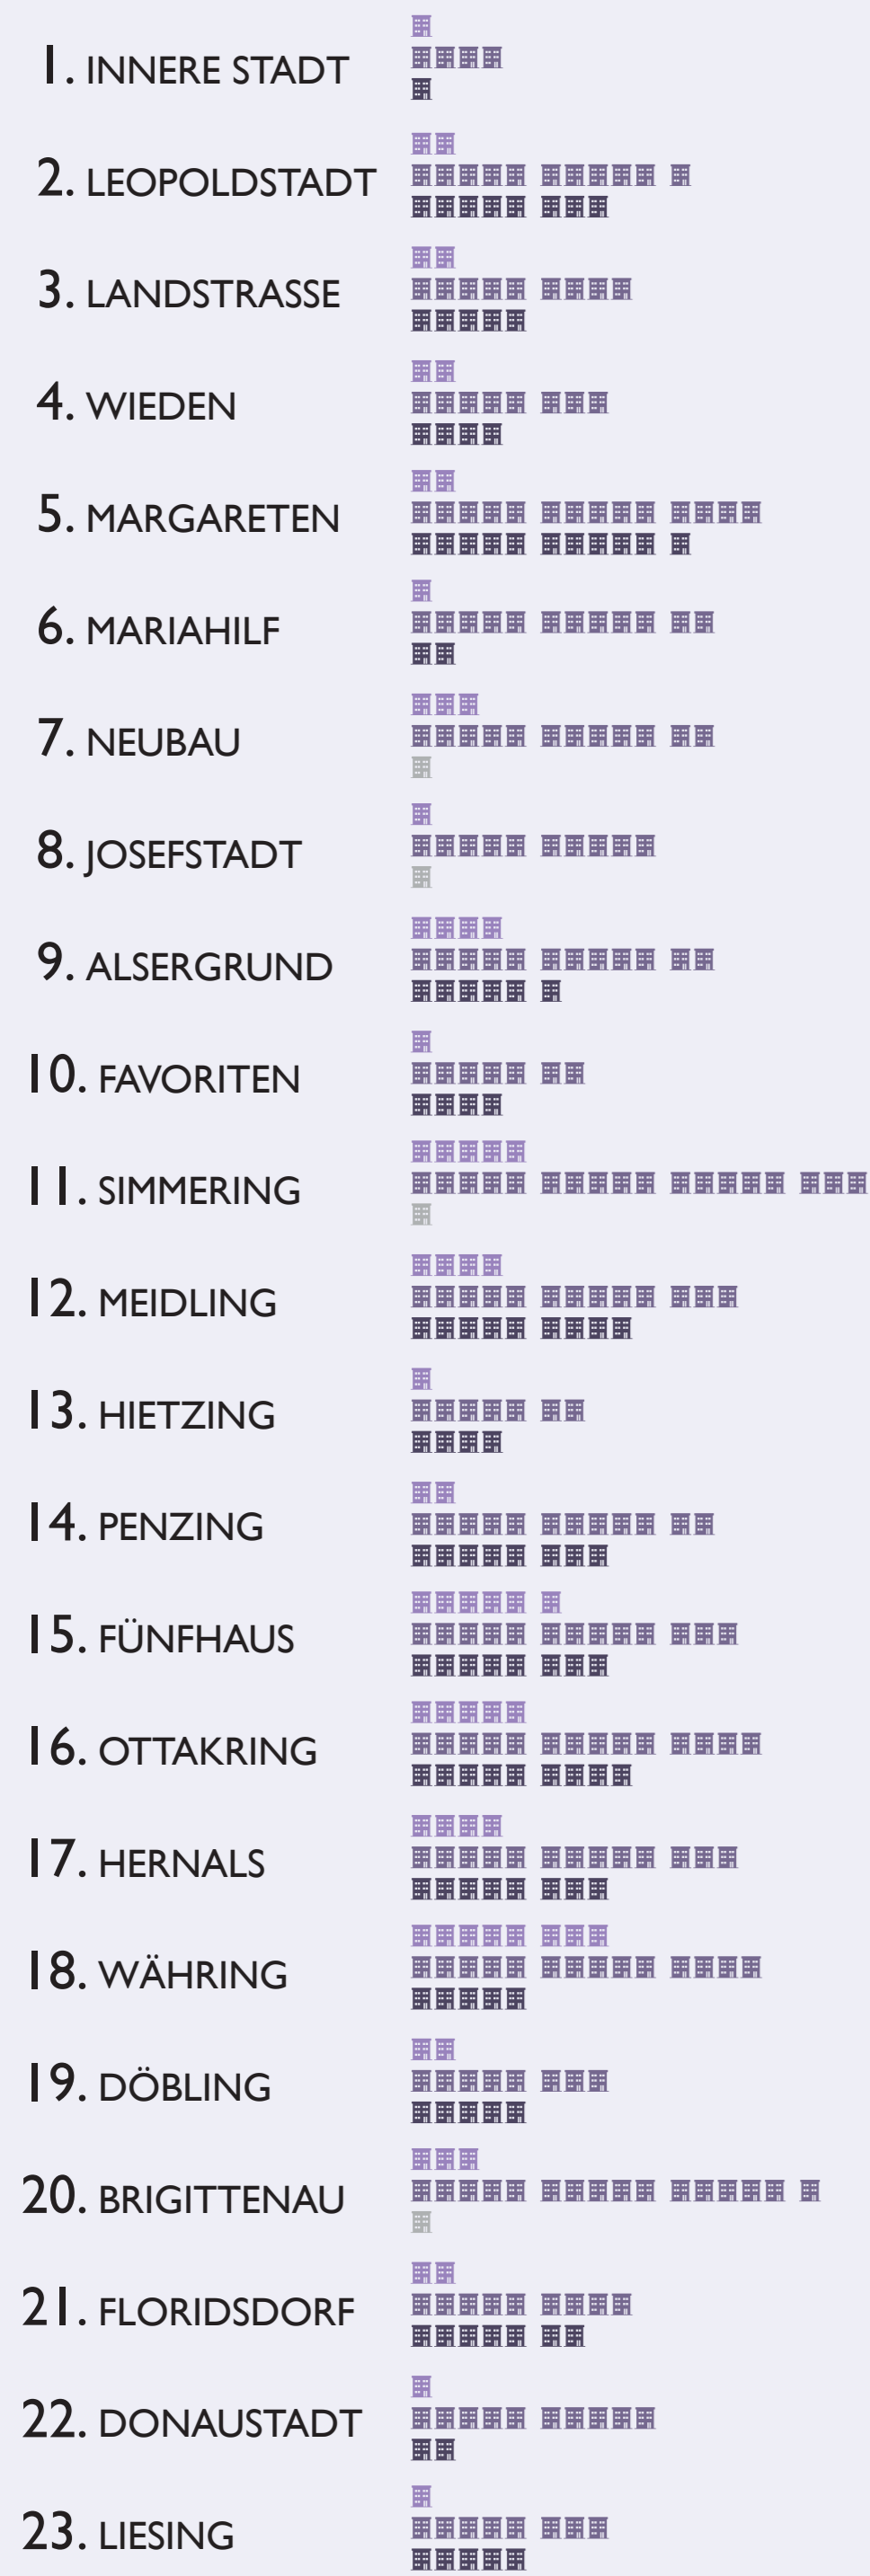 1. INNERE STADT
2. LEOPOLDSTADT
3. LANDSTRASSE
4. WIEDEN
5. MARGARETEN
6. MARIAHILF
7. NEUBAU
8. JOSEFSTADT
9. ALSERGRUND
10. FAVORITEN
11. SIMMERING
12. MEIDLING
13. HIETZING
14. PENZING
15. FÜNFHAUS
16. OTTAKRING
17. HERNALS
18. WÄHRING
19. DÖBLING
20. BRIGITTENAU
21. FLORIDSDORF
22. DONAUSTADT
23. LIESING